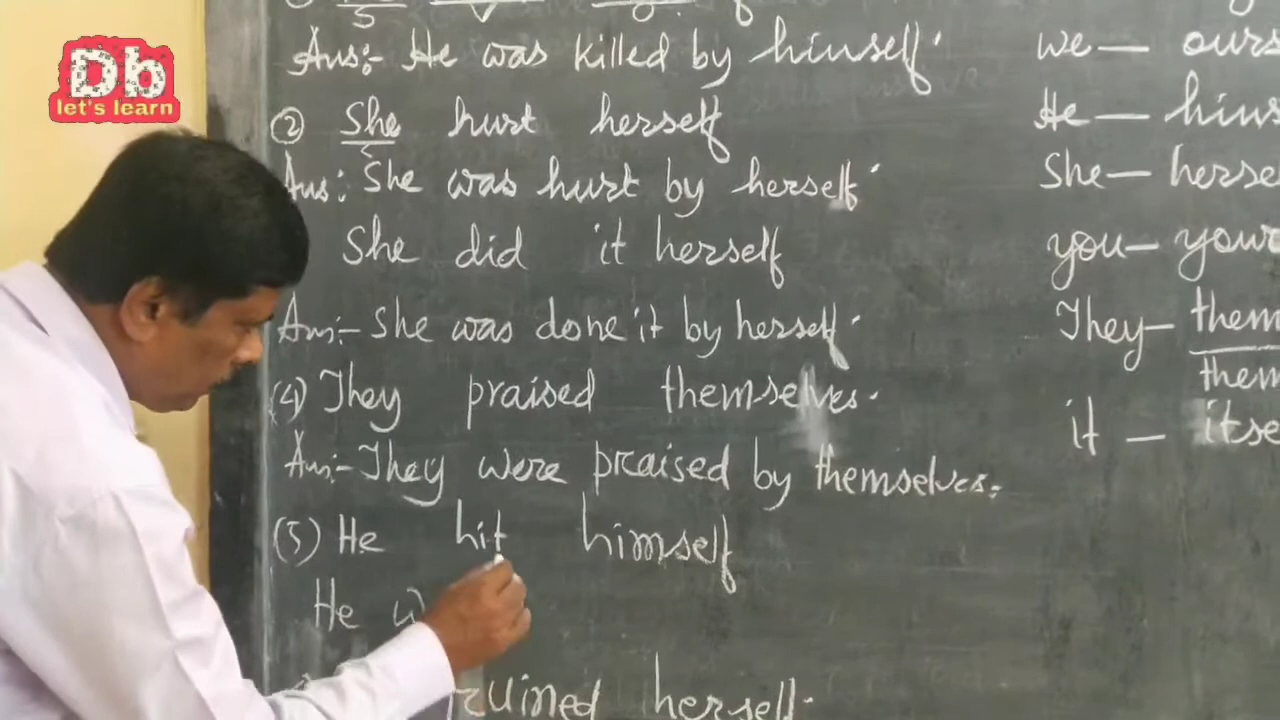 Db
let's learn
S V O.
Ans:- He was killed by himself.
② She hurt herself
S
Ans: She was hurt by herself.
She did it herself
Ans:- She was done it by herself.
(4) They praised themselves.
Ans:- They were praised by themselves.
(5) He hit himself
He w
ruined herself.
we — ours
He — hims
She — herse
you — your
They — them
them
it — itse